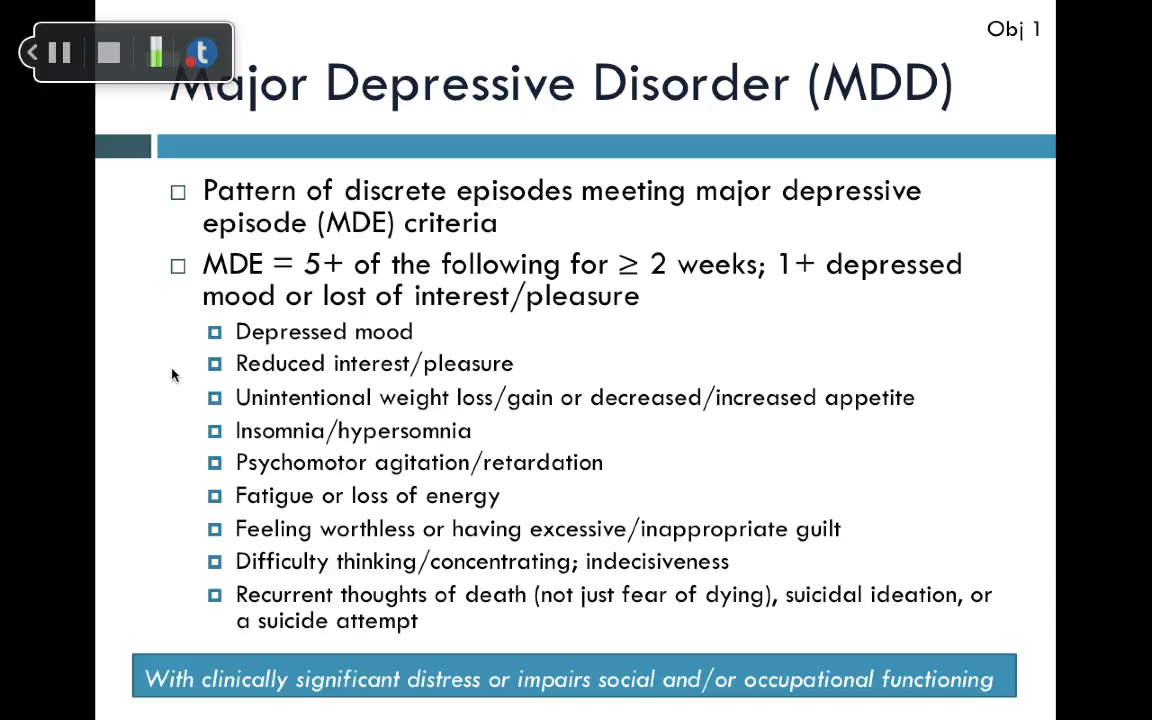 Obj 1
t
Major Depressive Disorder (MDD)
Pattern of discrete episodes meeting major depressive
episode (MDE) criteria
MDE = 5+ of the following for ≥ 2 weeks; 1+ depressed
mood or lost of interest/pleasure
Depressed mood
Reduced interest/pleasure
Unintentional weight loss/gain or decreased/increased appetite
Insomnia/hypersomnia
Psychomotor agitation/retardation
Fatigue or loss of energy
Feeling worthless or having excessive/inappropriate guilt
Difficulty thinking/concentrating; indecisiveness
Recurrent thoughts of death (not just fear of dying), suicidal ideation, or
a suicide attempt
With clinically significant distress or impairs social and/or occupational functioning